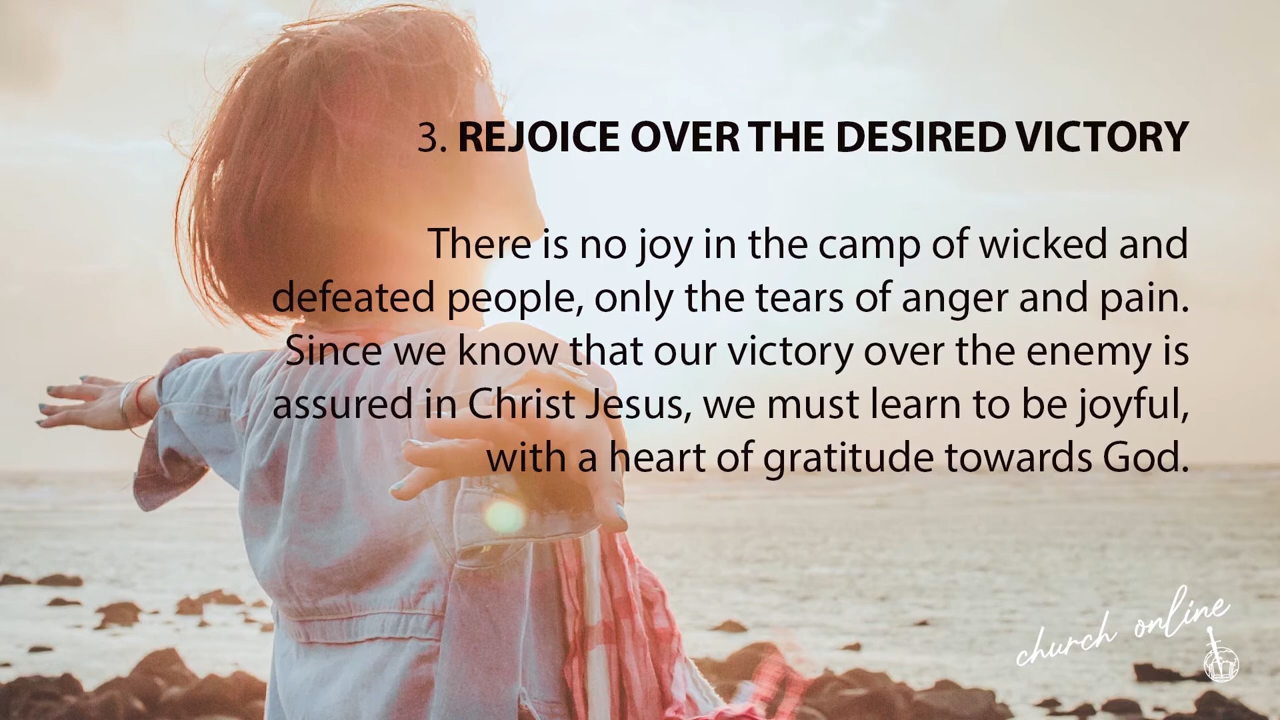 3. REJOICE OVER THE DESIRED VICTORY
There is no joy in the camp of wicked and
defeated people, only the tears of anger and pain.
Since we know that our victory over the enemy is
assured in Christ Jesus, we must learn to be joyful,
with a heart of gratitude towards God.
church online